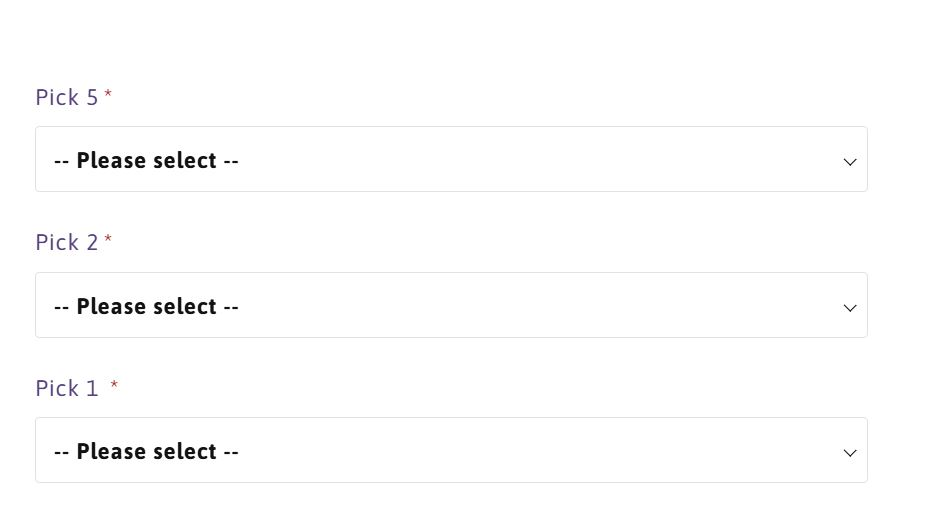 Pick 5 *
-- Please select --
Pick 2 *
-- Please select --
Pick 1 *
-- Please select --